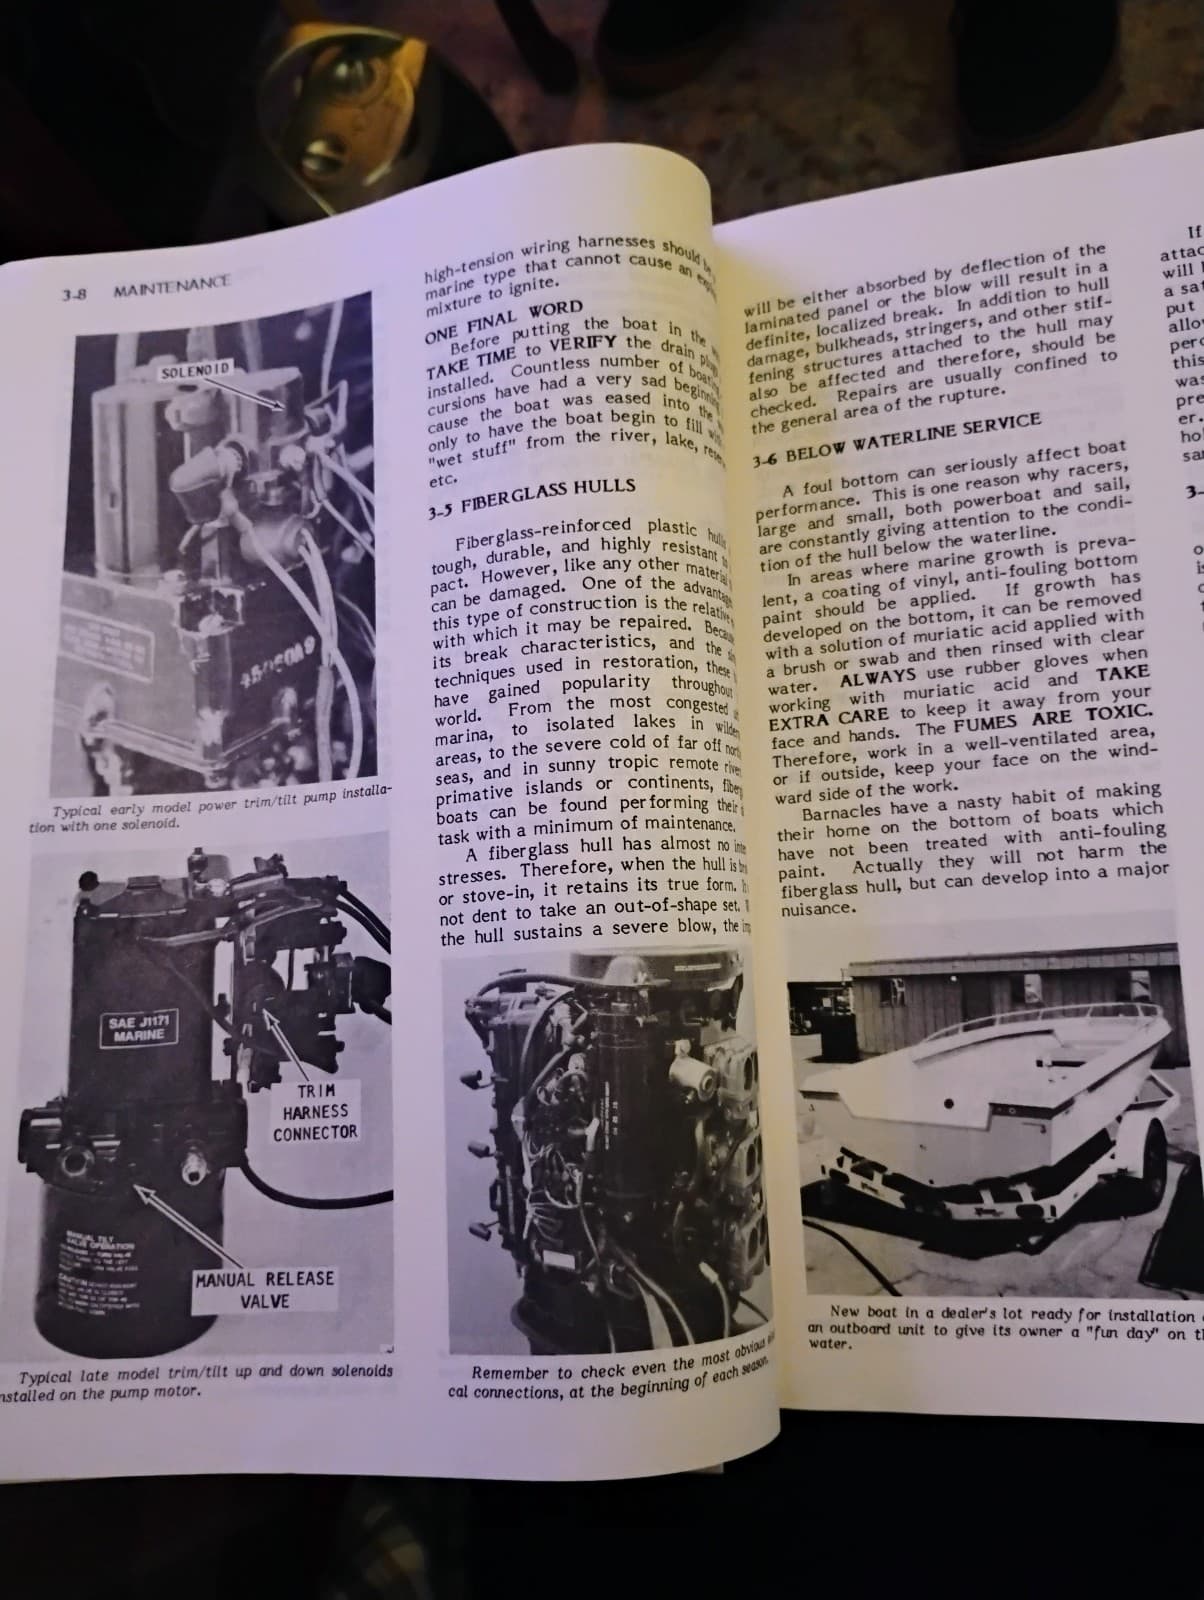 3-8 MAINTENANCE
SOLENOID
Typical early model power trim/tilt pump installa-
tion with one solenoid.
SAE J1171
MARINE
TRIM
HARNESS
CONNECTOR
MANUAL TILT
VALVE OPERATION
MANUAL RELEASE
VALVE
Typical late model trim/tilt up and down solenoids
nstalled on the pump motor.
high-tension wiring harnesses should
marine type that cannot cause an
mixture to ignite.
ONE FINAL WORD
Before putting the boat in the
TAKE TIME to VERIFY the drain
installed. Countless number of
cursions have had a very sad
cause the boat was eased into the
only to have the boat begin to fill
"wet stuff" from the river, lake,
etc.
3-5 FIBERGLASS HULLS
Fiberglass-reinforced plastic hulls
tough, durable, and highly resistant
pact. However, like any other material
can be damaged. One of the
this type of construction is the
with which it may be repaired.
its break characteristics, and the
techniques used in restoration, these
have gained popularity throughout
world. From the most congested
marina, to isolated lakes in
areas, to the severe cold of far off
seas, and in sunny tropic remote
primative islands or continents,
boats can be found performing their
task with a minimum of maintenance.
A fiberglass hull has almost no
stresses. Therefore, when the hull is
or stove-in, it retains its true form.
not dent to take an out-of-shape set.
the hull sustains a severe blow, the
Remember to check even the most obvious
cal connections, at the beginning of each season.
will be either absorbed by deflection of the
laminated panel or the blow will result in a
definite, localized break. In addition to hull
damage, bulkheads, stringers, and other stif-
fening structures attached to the hull may
also be affected and therefore, should be
checked. Repairs are usually confined to
the general area of the rupture.
3-6 BELOW WATERLINE SERVICE
A foul bottom can seriously affect boat
performance. This is one reason why racers,
large and small, both powerboat and sail,
are constantly giving attention to the condi-
tion of the hull below the waterline.
In areas where marine growth is preva-
lent, a coating of vinyl, anti-fouling bottom
paint should be applied. If growth has
developed on the bottom, it can be removed
with a solution of muriatic acid applied with
a brush or swab and then rinsed with clear
water. ALWAYS use rubber gloves when
working with muriatic acid and TAKE
EXTRA CARE to keep it away from your
face and hands. The FUMES ARE TOXIC.
Therefore, work in a well-ventilated area,
or if outside, keep your face on the wind-
ward side of the work.
Barnacles have a nasty habit of making
their home on the bottom of boats which
have not been treated with anti-fouling
paint. Actually they will not harm the
fiberglass hull, but can develop into a major
nuisance.
New boat in a dealer's lot ready for installation
an outboard unit to give its owner a "fun day" on
water.
If
attac
will
a sa
put
allo
perc
this
was
pre
er.
ho
sa
3-